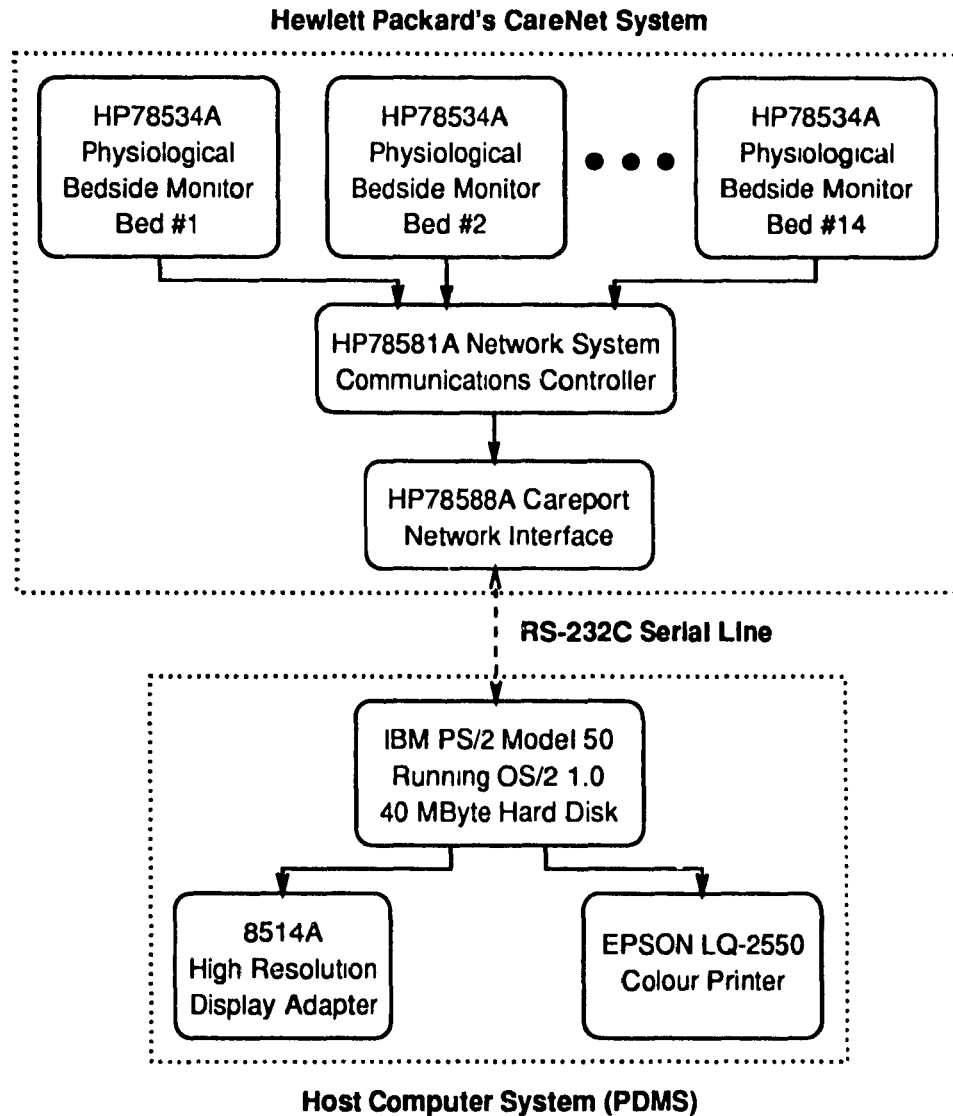 Hewlett Packard's CareNet System
HP78534A
Physiological
Bedside Monitor
Bed #1
HP78534A
Physiological
Bedside Monitor
Bed #2
HP78534A
Physiological
Bedside Monitor
Bed #14
HP78581A Network System
Communications Controller
HP78588A Careport
Network Interface
RS-232C Serial Line
IBM PS/2 Model 50
Running OS/2 1.0
40 MByte Hard Disk
8514A
High Resolution
Display Adapter
EPSON LQ-2550
Colour Printer
Host Computer System (PDMS)